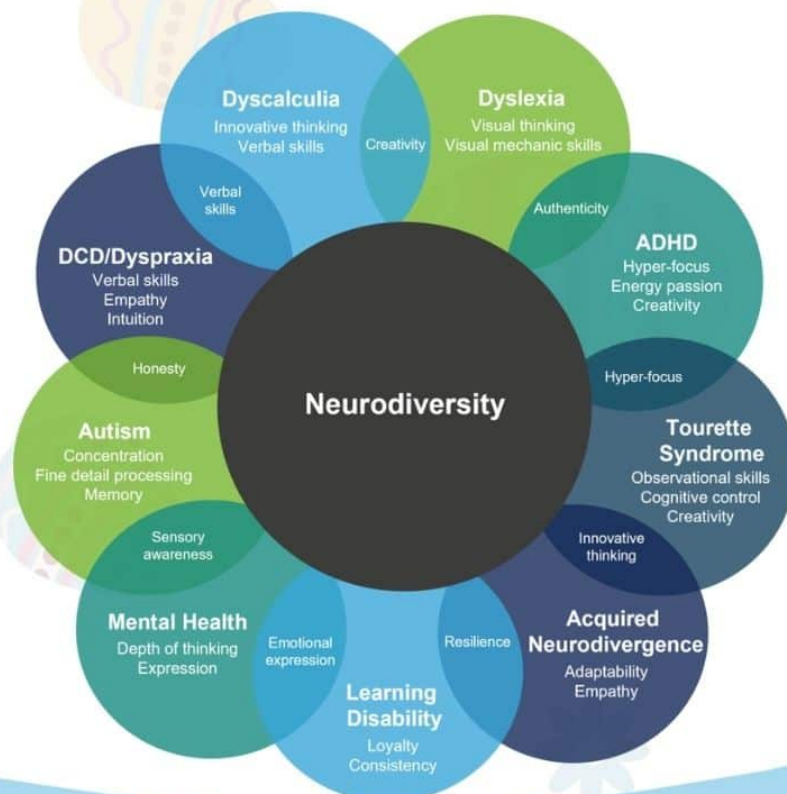 Dyscalculia
Innovative thinking
Verbal skills
Creativity
Dyslexia
Visual thinking
Visual mechanic skills
Authenticity
ADHD
Hyper-focus
Energy passion
Creativity
Hyper-focus
Tourette
Syndrome
Observational skills
Cognitive control
Creativity
Innovative
thinking
Acquired
Neurodivergence
Adaptability
Empathy
Resilience
Learning
Disability
Loyalty
Consistency
Emotional
expression
Mental Health
Depth of thinking
Expression
Sensory
awareness
Autism
Concentration
Fine detail processing
Memory
Honesty
DCD/Dyspraxia
Verbal skills
Empathy
Intuition
Verbal
skills
Neurodiversity